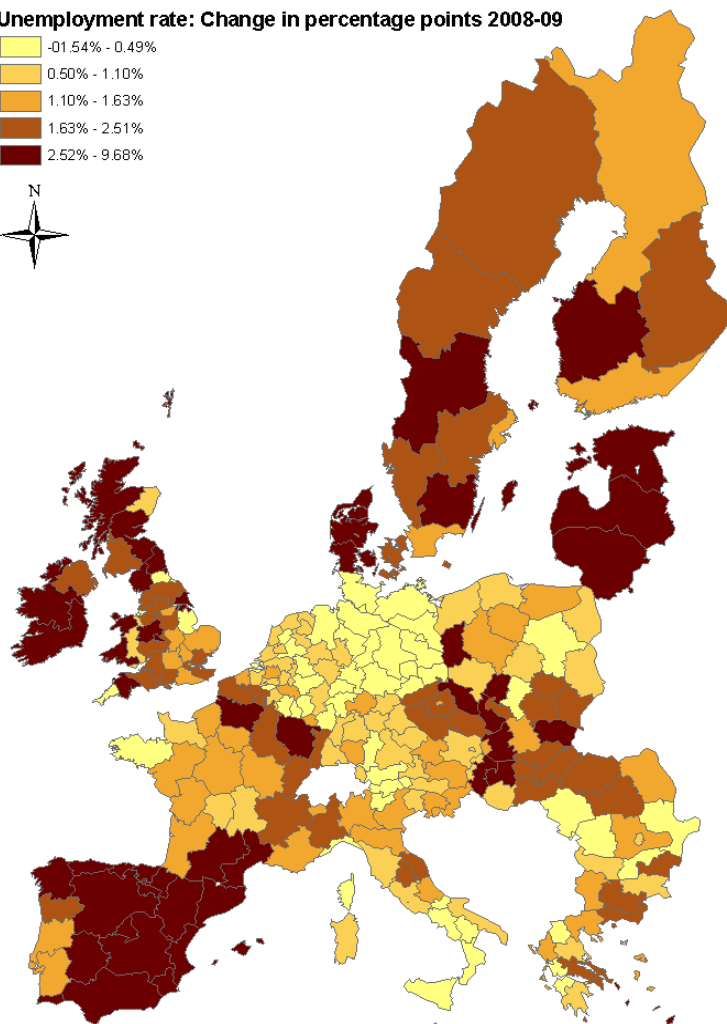 Unemployment rate: Change in percentage points 2008-09
-01.54% - 0.49%
0.50% - 1.10%
1.10% - 1.63%
1.63% - 2.51%
2.52% - 9.68%
N